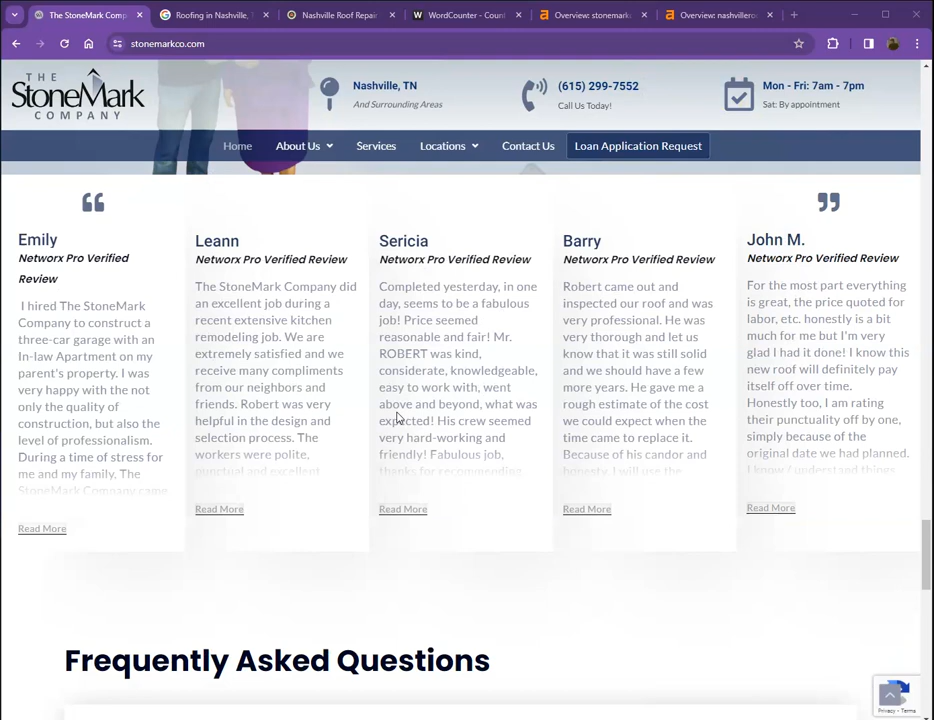 The StoneMark Comp
Roofing in Nashville,
Nashville Roof Repair
WordCounter - Coun
Overview: stonemark
Overview: nashvillero
stonemarkco.com
THE
StoneMark
COMPANY
Nashville, TN
And Surrounding Areas
(615) 299-7552
Call Us Today!
Mon - Fri: 7am - 7pm
Sat: By appointment
Home
About Us
Services
Locations
Contact Us
Loan Application Request
Emily
Networx Pro Verified
Review
I hired The StoneMark
Company to construct a
three-car garage with an
In-law Apartment on my
parent's property. I was
very happy with the not
only the quality of
construction, but also the
level of professionalism.
During a time of stress for
me and my family, The
StoneMark Company came
Read More
Leann
Networx Pro Verified Review
The StoneMark Company did
an excellent job during a
recent extensive kitchen
remodeling job. We are
extremely satisfied and we
receive many compliments
from our neighbors and
friends. Robert was very
helpful in the design and
selection process. The
workers were polite,
punctual and excellent
Read More
Sericia
Networx Pro Verified Review
Completed yesterday, in one
day, seems to be a fabulous
job! Price seemed
reasonable and fair! Mr.
ROBERT was kind,
considerate, knowledgeable,
easy to work with, went
above and beyond, what was
expected! His crew seemed
very hard-working and
friendly! Fabulous job,
thanks for recommending
Read More
Barry
Networx Pro Verified Review
Robert came out and
inspected our roof and was
very professional. He was
very thorough and let us
know that it was still solid
and we should have a few
more years. He gave me a
rough estimate of the cost
we could expect when the
time came to replace it.
Because of his candor and
honesty, I will use the
Read More
John M.
Networx Pro Verified Review
For the most part everything
is great, the price quoted for
labor, etc. honestly is a bit
much for me but I'm very
glad I had it done! I know this
new roof will definitely pay
itself off over time.
Honestly too, I am rating
their punctuality off by one,
simply because of the
original date we had planned.
I know / understand things
Read More
Frequently Asked Questions
Privacy - Terms